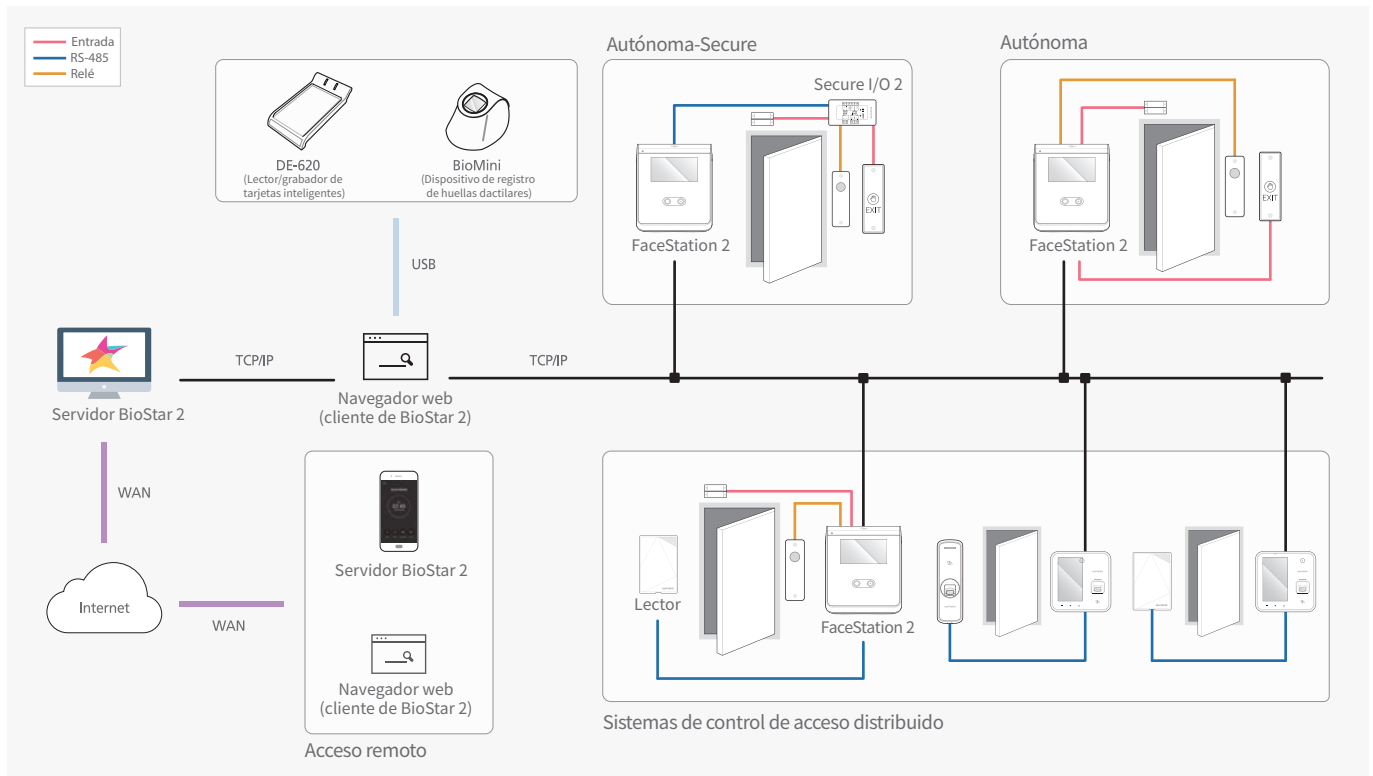 Entrada
RS-485
Relé
DE-620
(Lector/grabador de
tarjetas inteligentes)
BioMini
(Dispositivo de registro
de huellas dactilares)
USB
Autónoma-Secure
Secure I/O 2
EXIT
FaceStation 2
Autónoma
EXIT
FaceStation 2
TCP/IP
TCP/IP
Servidor BioStar 2
Navegador web
(cliente de BioStar 2)
WAN
Internet
WAN
Servidor BioStar 2
Navegador web
(cliente de BioStar 2)
Acceso remoto
Lector
FaceStation 2
Sistemas de control de acceso distribuido